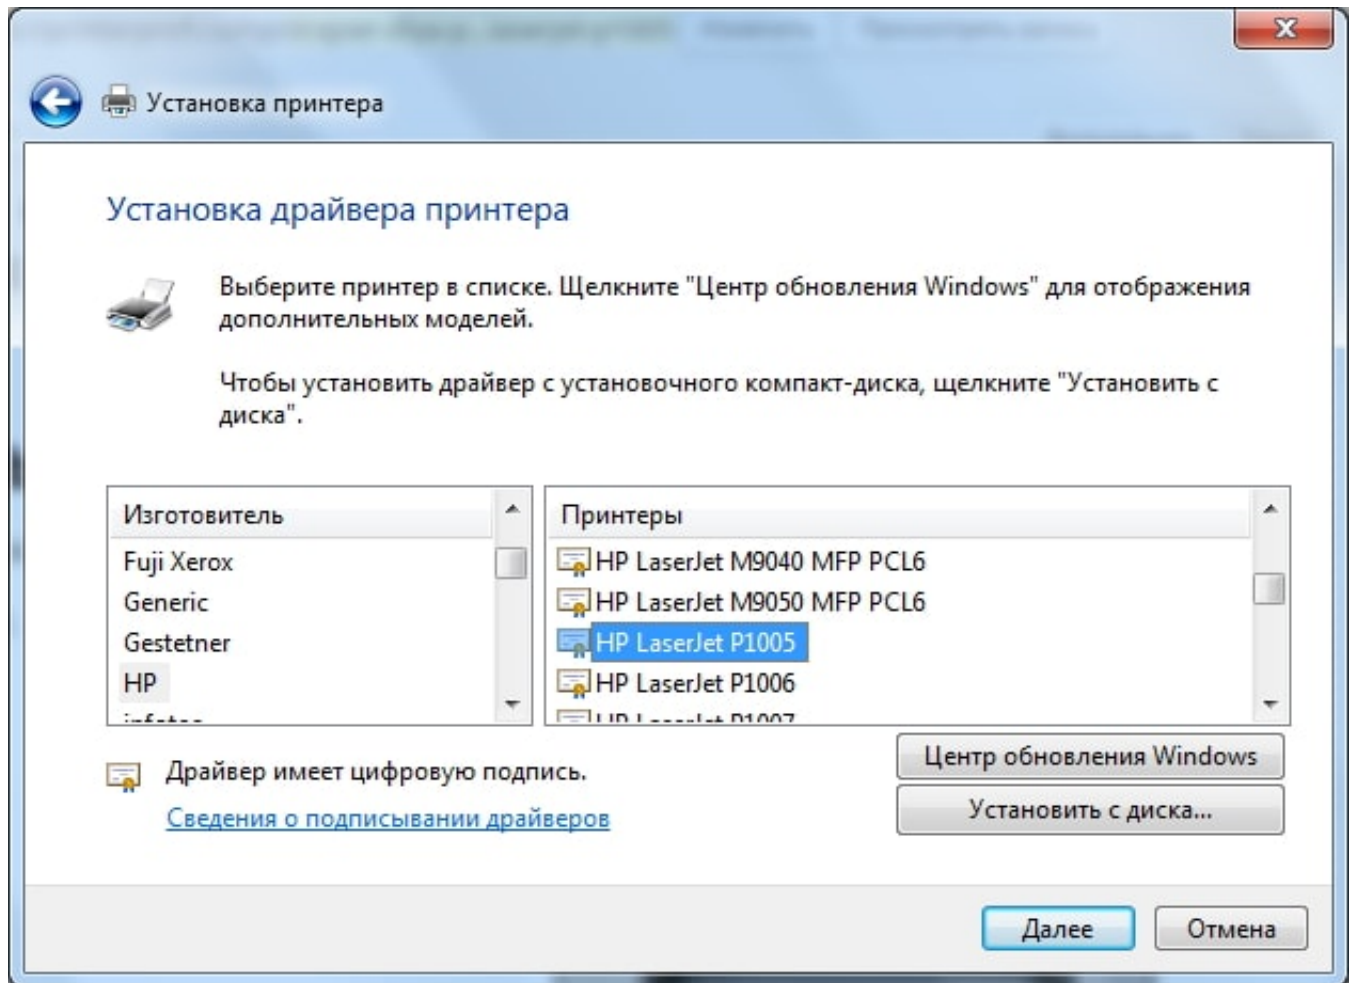 Установка принтера
Установка драйвера принтера
Выберите принтер в списке. Щелкните "Центр обновления Windows" для отображения
дополнительных моделей.
Чтобы установить драйвер с установочного компакт-диска, щелкните "Установить с
диска".
Изготовитель
Fuji Xerox
Generic
Gestetner
HP
Принтеры
HP LaserJet M9040 MFP PCL6
HP LaserJet M9050 MFP PCL6
HP LaserJet P1005
HP LaserJet P1006
HP LaserJet P1007
Драйвер имеет цифровую подпись.
Сведения о подписывании драйверов
Центр обновления Windows
Установить с диска...
Далее
Отмена